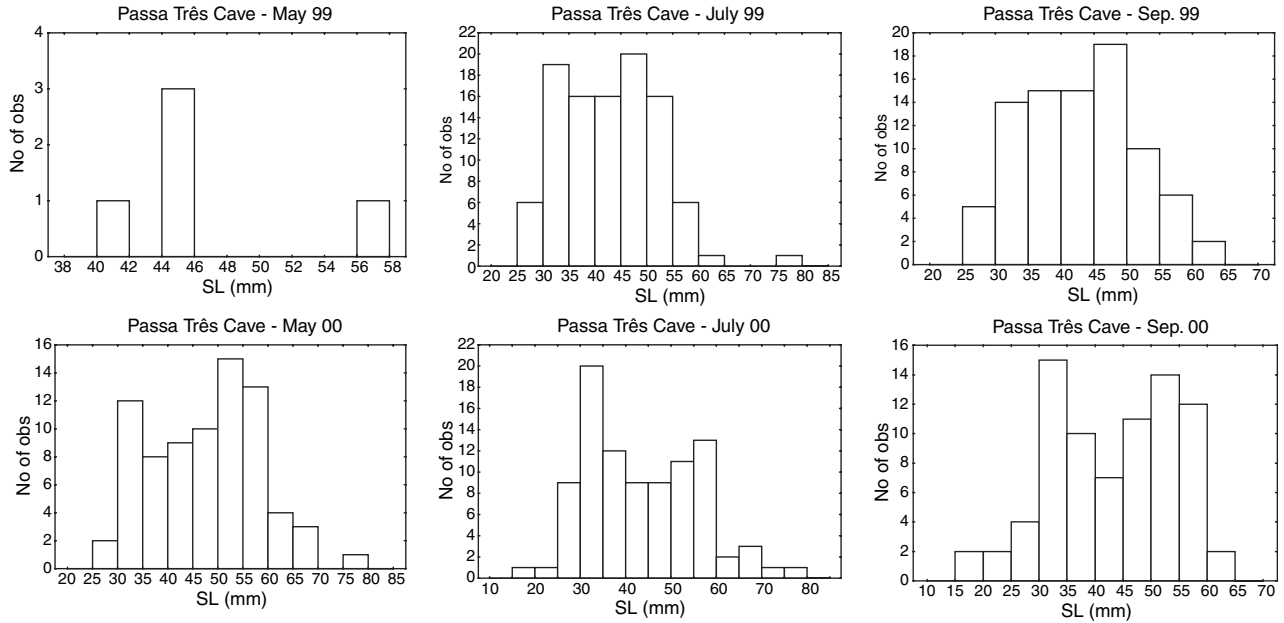 Passa Três Cave - May 99
No of obs
4
3
2
1
0
38 40 42 44 46 48 50 52 54 56 58
SL (mm)
Passa Três Cave - July 99
No of obs
22
20
18
16
14
12
10
8
6
4
2
0
20 25 30 35 40 45 50 55 60 65 70 75 80 85
SL (mm)
Passa Três Cave - Sep. 99
No of obs
20
18
16
14
12
10
8
6
4
2
0
20 25 30 35 40 45 50 55 60 65 70
SL (mm)
Passa Três Cave - May 00
No of obs
16
14
12
10
8
6
4
2
0
20 25 30 35 40 45 50 55 60 65 70 75 80 85
SL (mm)
Passa Três Cave - July 00
No of obs
22
20
18
16
14
12
10
8
6
4
2
0
10 20 30 40 50 60 70 80
SL (mm)
Passa Três Cave - Sep. 00
No of obs
16
14
12
10
8
6
4
2
0
10 15 20 25 30 35 40 45 50 55 60 65 70
SL (mm)